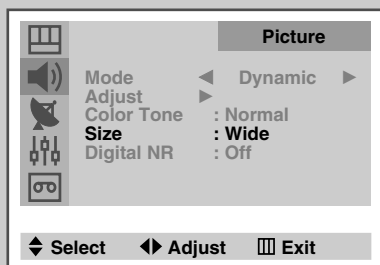 Picture
Mode ◀ Dynamic ▶
Adjust ▶
Color Tone : Normal
Size : Wide
Digital NR : Off
Select Adjust Exit